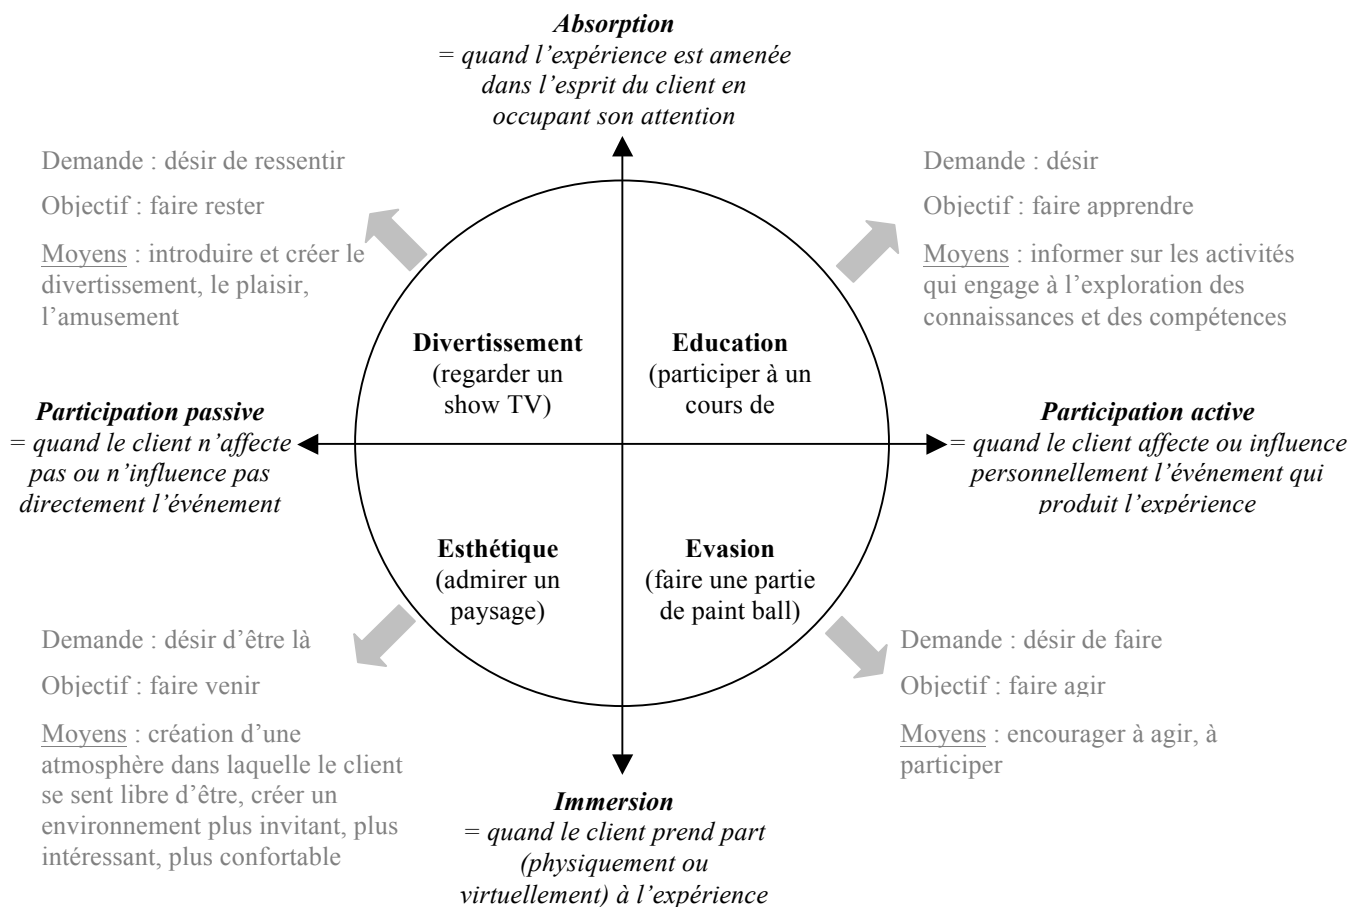 Absorption
= quand l’expérience est amenée
dans l’esprit du client en
occupant son attention
Demande : désir de ressentir
Objectif : faire rester
Moyens : introduire et créer le
divertissement, le plaisir,
l’amusement
Demande : désir
Objectif : faire apprendre
Moyens : informer sur les activités
qui engage à l’exploration des
connaissances et des compétences
Divertissement
(regarder un
show TV)
Education
(participer à un
cours de
Participation passive
= quand le client n’affecte
pas ou n’influence pas
directement l’événement
Participation active
= quand le client affecte ou influence
personnellement l’événement qui
produit l’expérience
Esthétique
(admirer un
paysage)
Evasion
(faire une partie
de paint ball)
Demande : désir d’être là
Objectif : faire venir
Moyens : création d’une
atmosphère dans laquelle le client
se sent libre d’être, créer un
environnement plus invitant, plus
intéressant, plus confortable
Demande : désir de faire
Objectif : faire agir
Moyens : encourager à agir, à
participer
Immersion
= quand le client prend part
(physiquement ou
virtuellement) à l’expérience